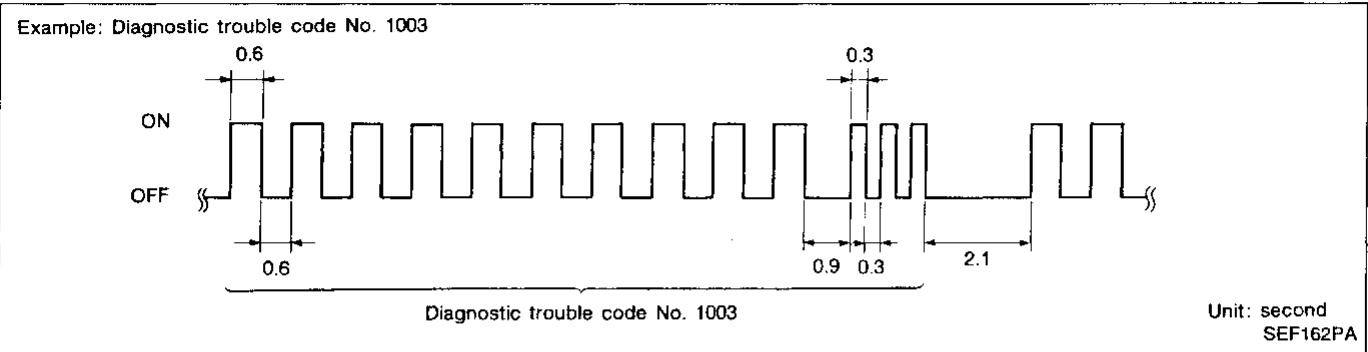 Example: Diagnostic trouble code No. 1003
0.6
0.3
ON
OFF
0.6
0.9
0.3
2.1
Diagnostic trouble code No. 1003
Unit: second
SEF162PA